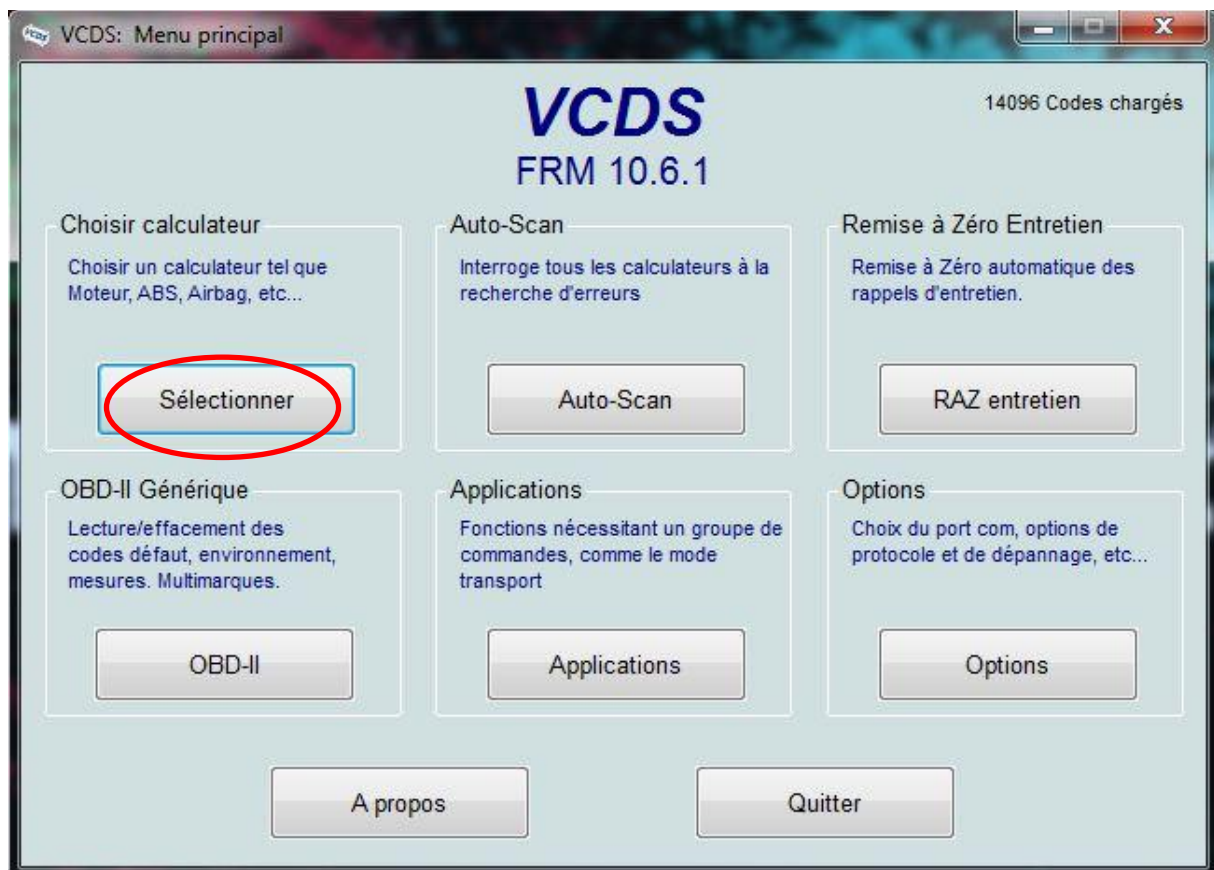 VCDS: Menu principal
VCDS
14096 Codes chargés
FRM 10.6.1
Choisir calculateur
Choisir un calculateur tel que
Moteur, ABS, Airbag, etc...
Sélectionner
Auto-Scan
Interroge tous les calculateurs à la
recherche d'erreurs
Auto-Scan
Remise à Zéro Entretien
Remise à Zéro automatique des
rappels d'entretien.
RAZ entretien
OBD-II Générique
Lecture/effacement des
codes défaut, environnement,
mesures. Multimarques.
OBD-II
Applications
Fonctions nécessitant un groupe de
commandes, comme le mode
transport
Applications
Options
Choix du port com, options de
protocole et de dépannage, etc...
Options
A propos
Quitter